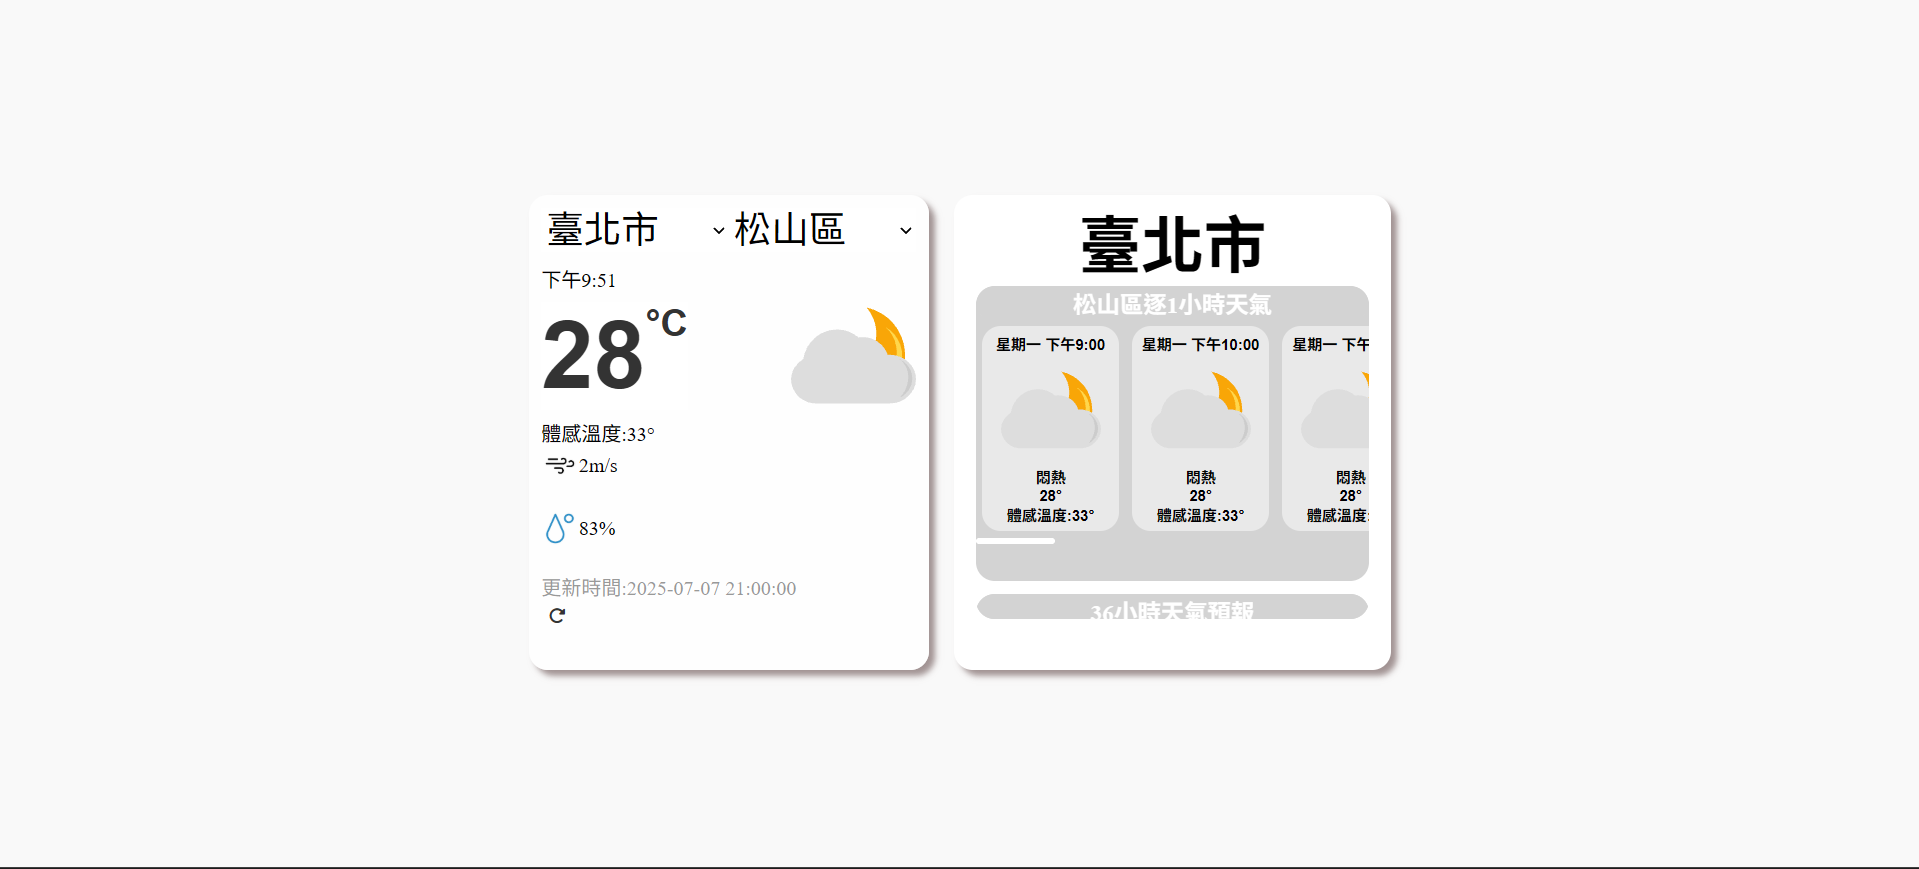 臺北市 松山區
下午9:51
28°C
體感溫度:33°
2m/s
83%
更新時間:2025-07-07 21:00:00
臺北市
松山區逐1小時天氣
星期一 下午9:00
悶熱
28°
體感溫度:33°
星期一 下午10:00
悶熱
28°
體感溫度:33°
星期一 下午
悶熱
28°
體感溫度:
36小時天氣預報